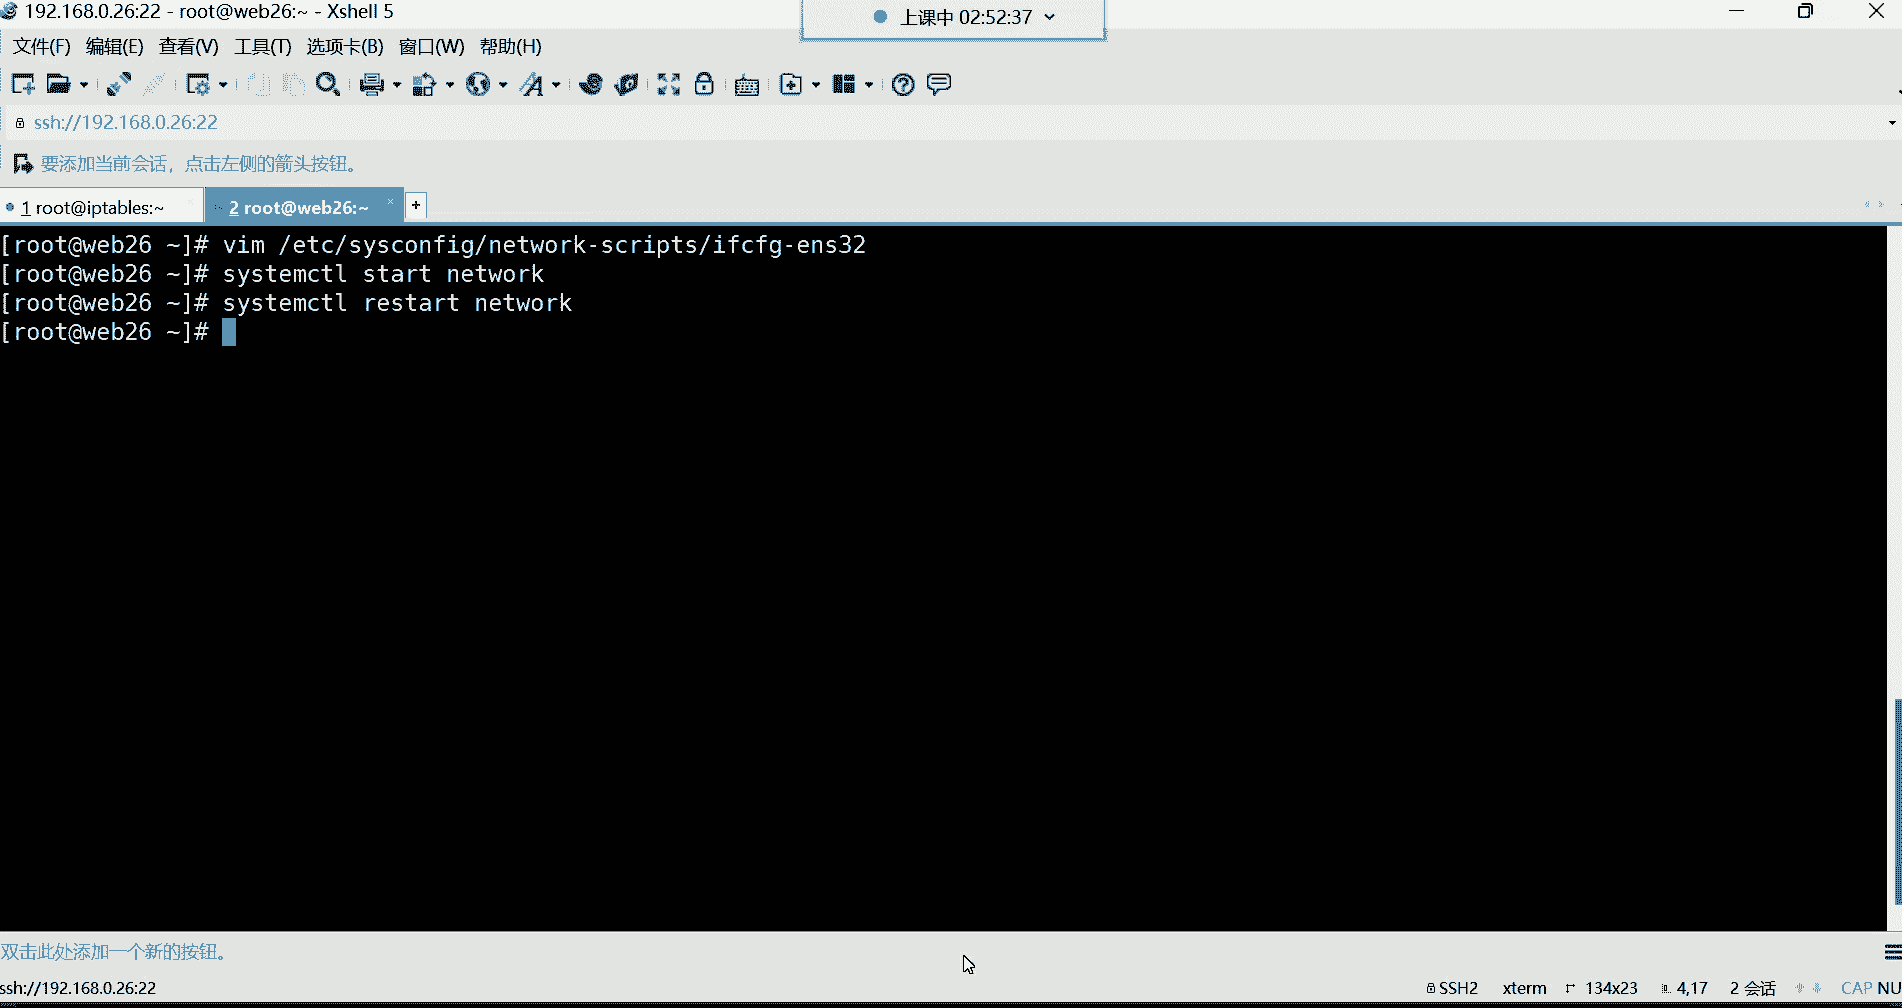 192.168.0.26:22 - root@web26:~ - Xshell 5
上课中 02:52:37
文件(F) 编辑(E) 查看(V) 工具(T) 选项卡(B) 窗口(W) 帮助(H)
ssh://192.168.0.26:22
要添加当前会话，点击左侧的箭头按钮。
1 root@iptables:~ × 2 root@web26:~ × +
[root@web26 ~]# vim /etc/sysconfig/network-scripts/ifcfg-ens32
[root@web26 ~]# systemctl start network
[root@web26 ~]# systemctl restart network
[root@web26 ~]#
双击此处添加一个新的按钮。
ssh://192.168.0.26:22 SSH2 xterm 134x23 4,17 2 会话 CAP NU